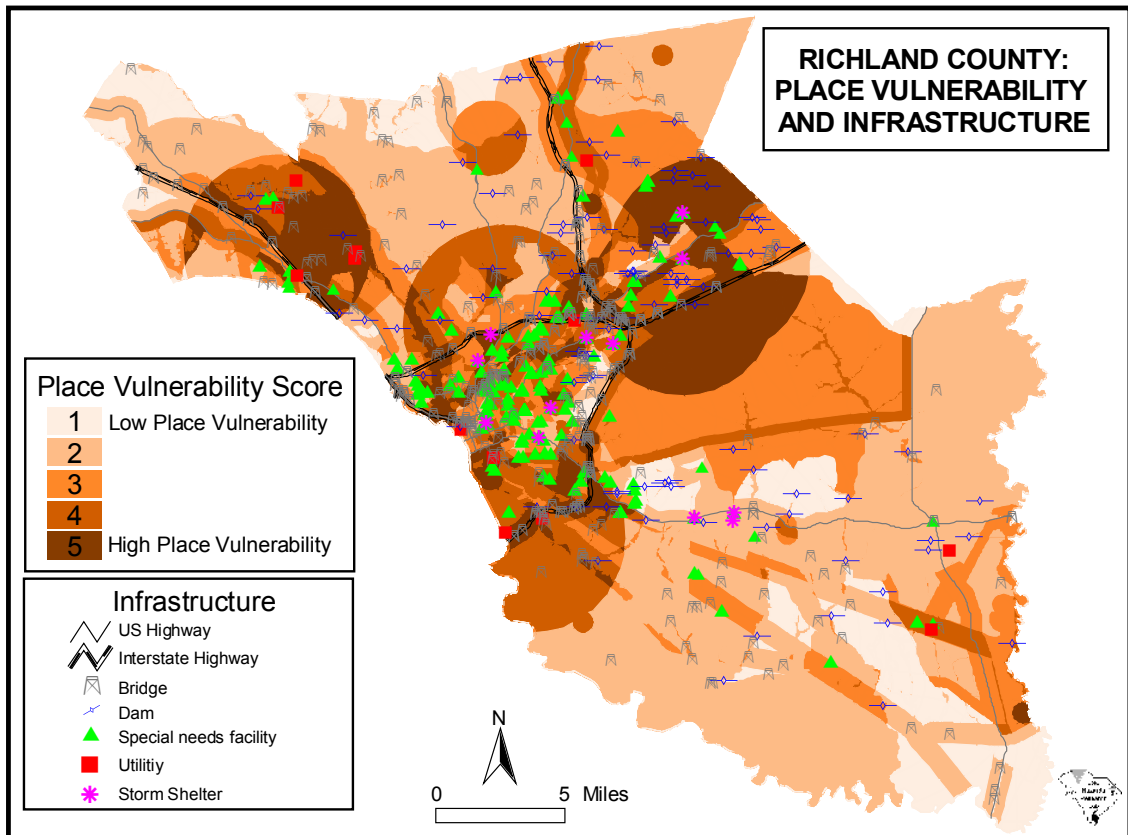 RICHLAND COUNTY:
PLACE VULNERABILITY
AND INFRASTRUCTURE
Place Vulnerability Score
1 Low Place Vulnerability
2
3
4
5 High Place Vulnerability
Infrastructure
US Highway
Interstate Highway
Bridge
Dam
Special needs facility
Utilitiy
Storm Shelter
N
0 5 Miles